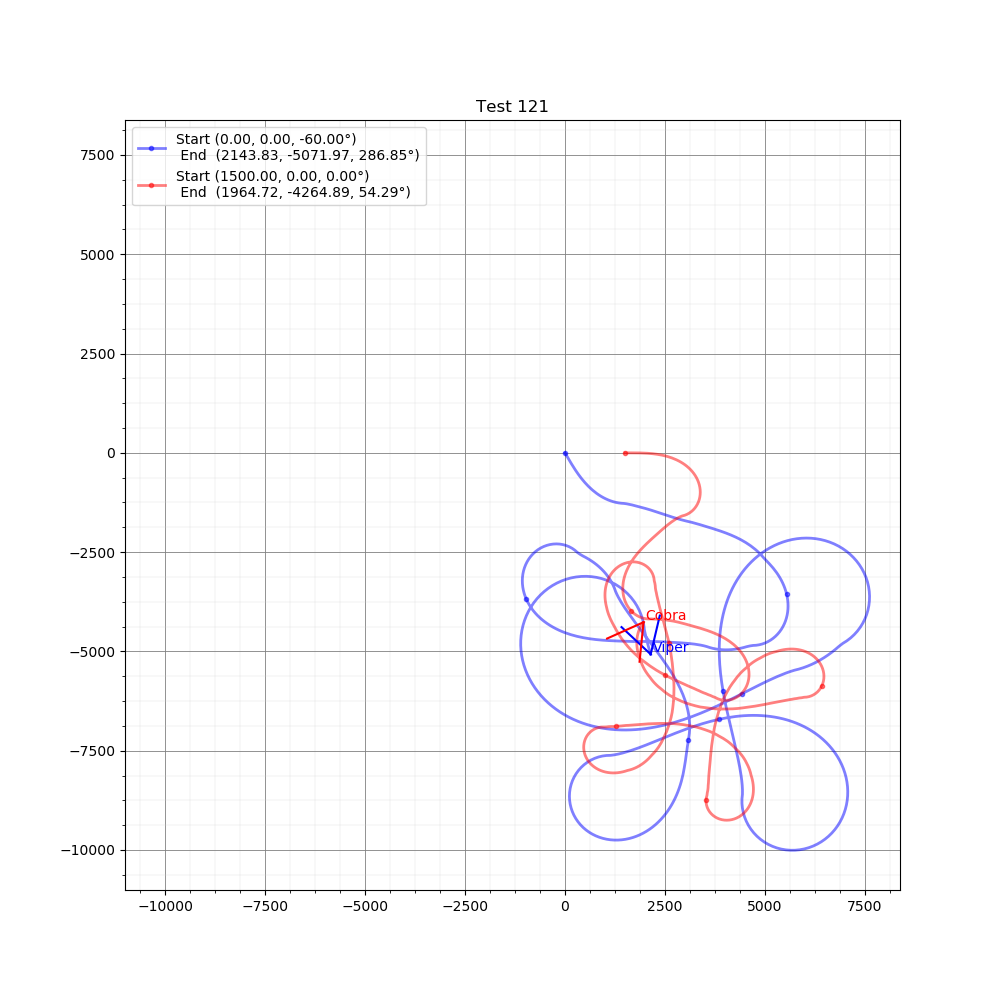 Test 121
Start (0.00, 0.00, -60.00°)
End (2143.83, -5071.97, 286.85°)
Start (1500.00, 0.00, 0.00°)
End (1964.72, -4264.89, 54.29°)
7500
5000
2500
0
−2500
−5000
−7500
−10000
Cobra
Viper
−10000 −7500 −5000 −2500 0 2500 5000 7500